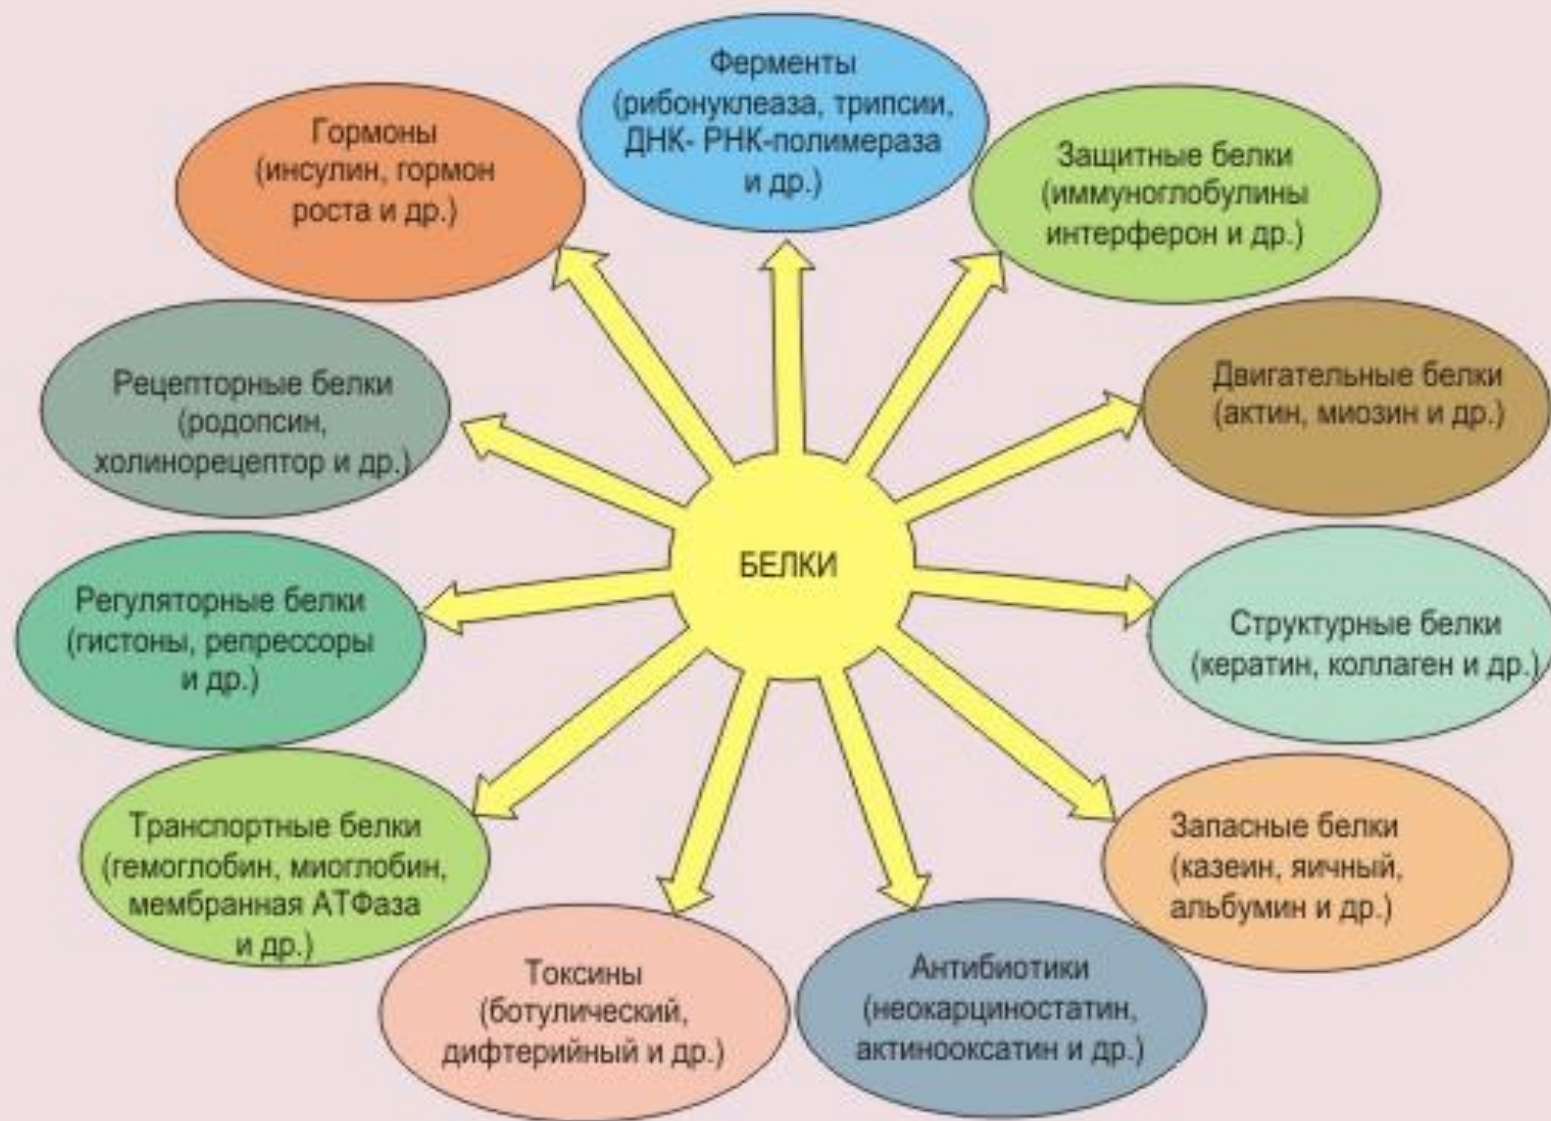 Ферменты
(рибонуклеаза, трипсии,
ДНК- РНК-полимераза
и др.)
Гормоны
(инсулин, гормон
роста и др.)
Защитные белки
(иммуноглобулины
интерферон и др.)
Рецепторные белки
(родопсин,
холинорецептор и др.)
Двигательные белки
(актин, миозин и др.)
БЕЛКИ
Регуляторные белки
(гистоны, репрессоры
и др.)
Структурные белки
(кератин, коллаген и др.)
Транспортные белки
(гемоглобин, миоглобин,
мембранная АТФаза
и др.)
Запасные белки
(казеин, яичный,
альбумин и др.)
Токсины
(ботулический,
дифтерийный и др.)
Антибиотики
(неокарциностатин,
актинооксатин и др.)